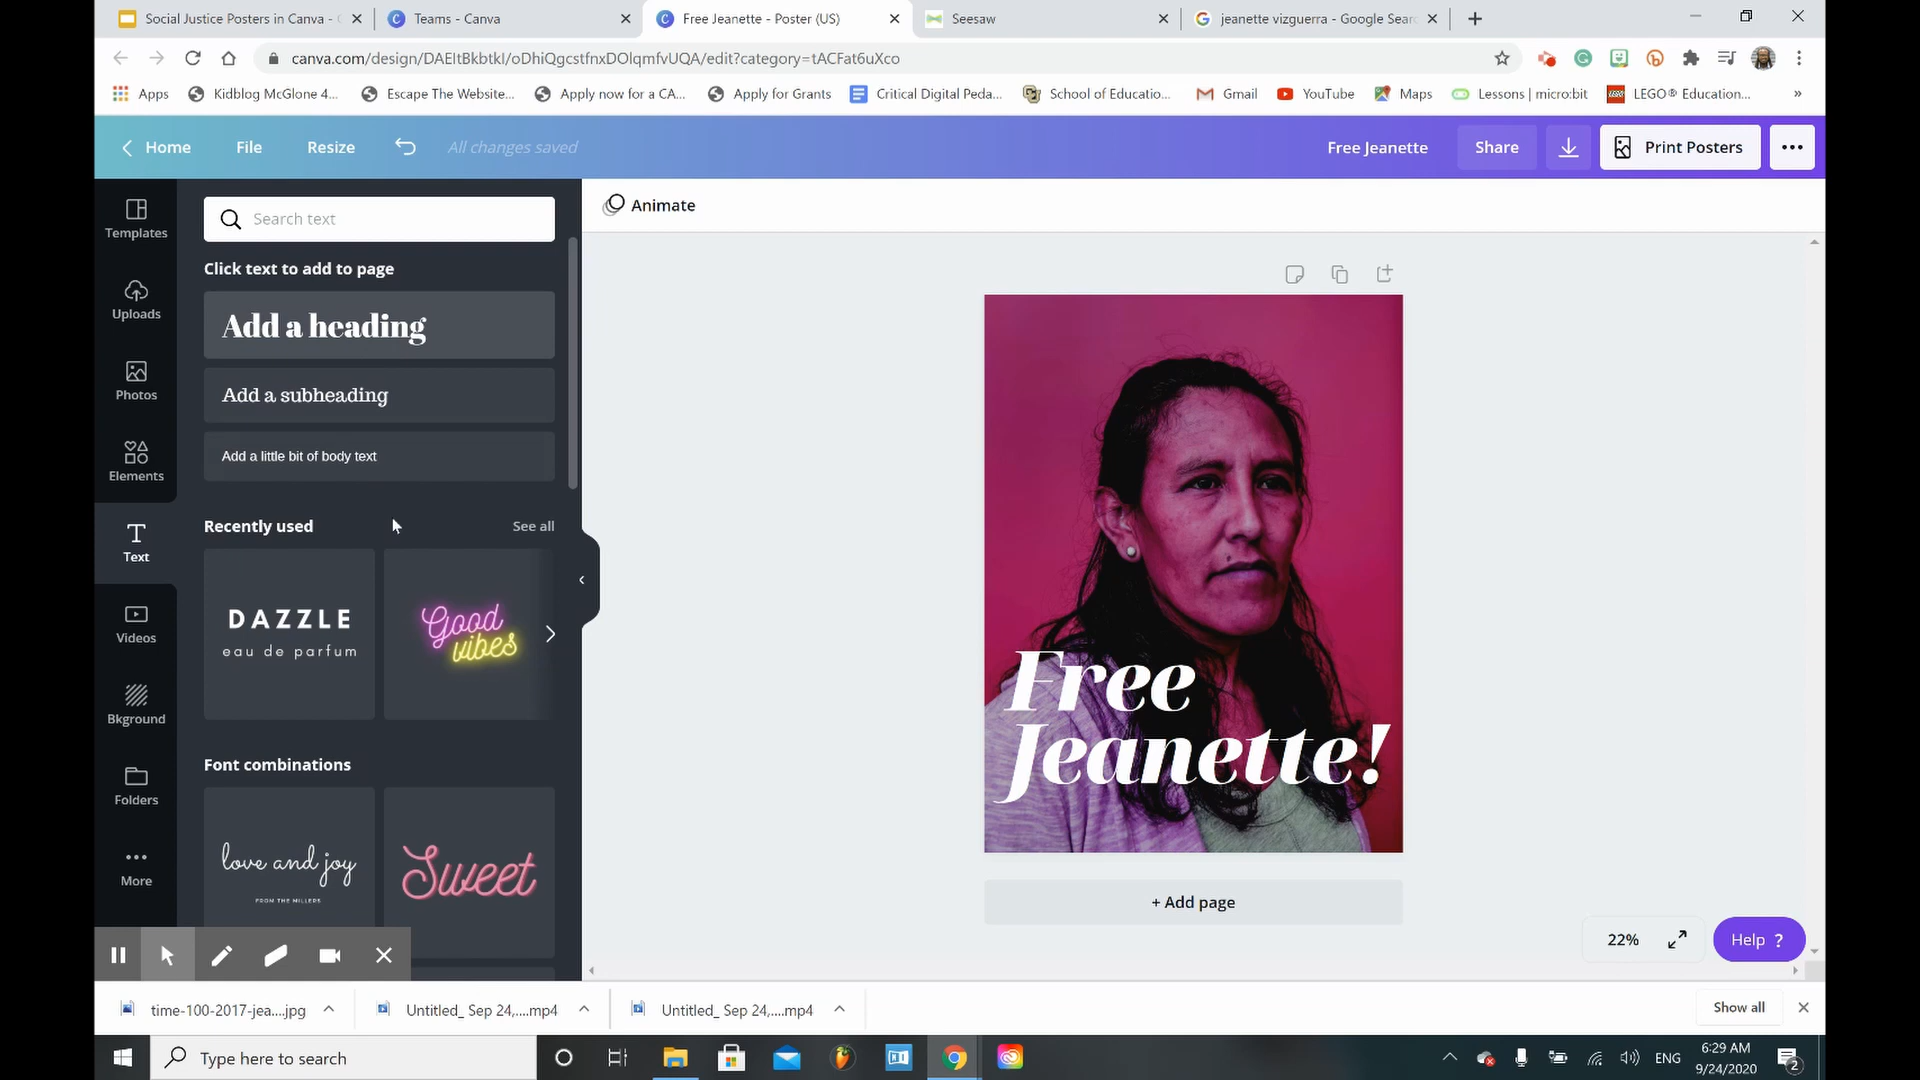 Social Justice Posters in Canva -
Teams - Canva
Free Jeanette - Poster (US)
Seesaw
jeanette vizguerra - Google Sear
canva.com/design/DAEItBkbtkI/oDhiQgcstfnxDOlqmfvUQA/edit?category=tACFat6uXco
Apps
Kidblog McGlone 4...
Escape The Website...
Apply now for a CA...
Apply for Grants
Critical Digital Peda...
School of Educatio...
Gmail
YouTube
Maps
Lessons | micro:bit
LEGO® Education...
»
Home
File
Resize
All changes saved
Free Jeanette
Share
Print Posters
Templates
Uploads
Photos
Elements
Text
Videos
Bkground
Folders
More
Search text
Click text to add to page
Add a heading
Add a subheading
Add a little bit of body text
Recently used
See all
DAZZLE
eau de parfum
Good
vibes
Font combinations
love and joy
FROM THE MILLERS
Sweet
Animate
Free
Jeanette!
+ Add page
22%
Help ?
time-100-2017-jea....jpg
Untitled_ Sep 24,....mp4
Untitled_ Sep 24,....mp4
Show all
Type here to search
ENG
6:29 AM
9/24/2020
2